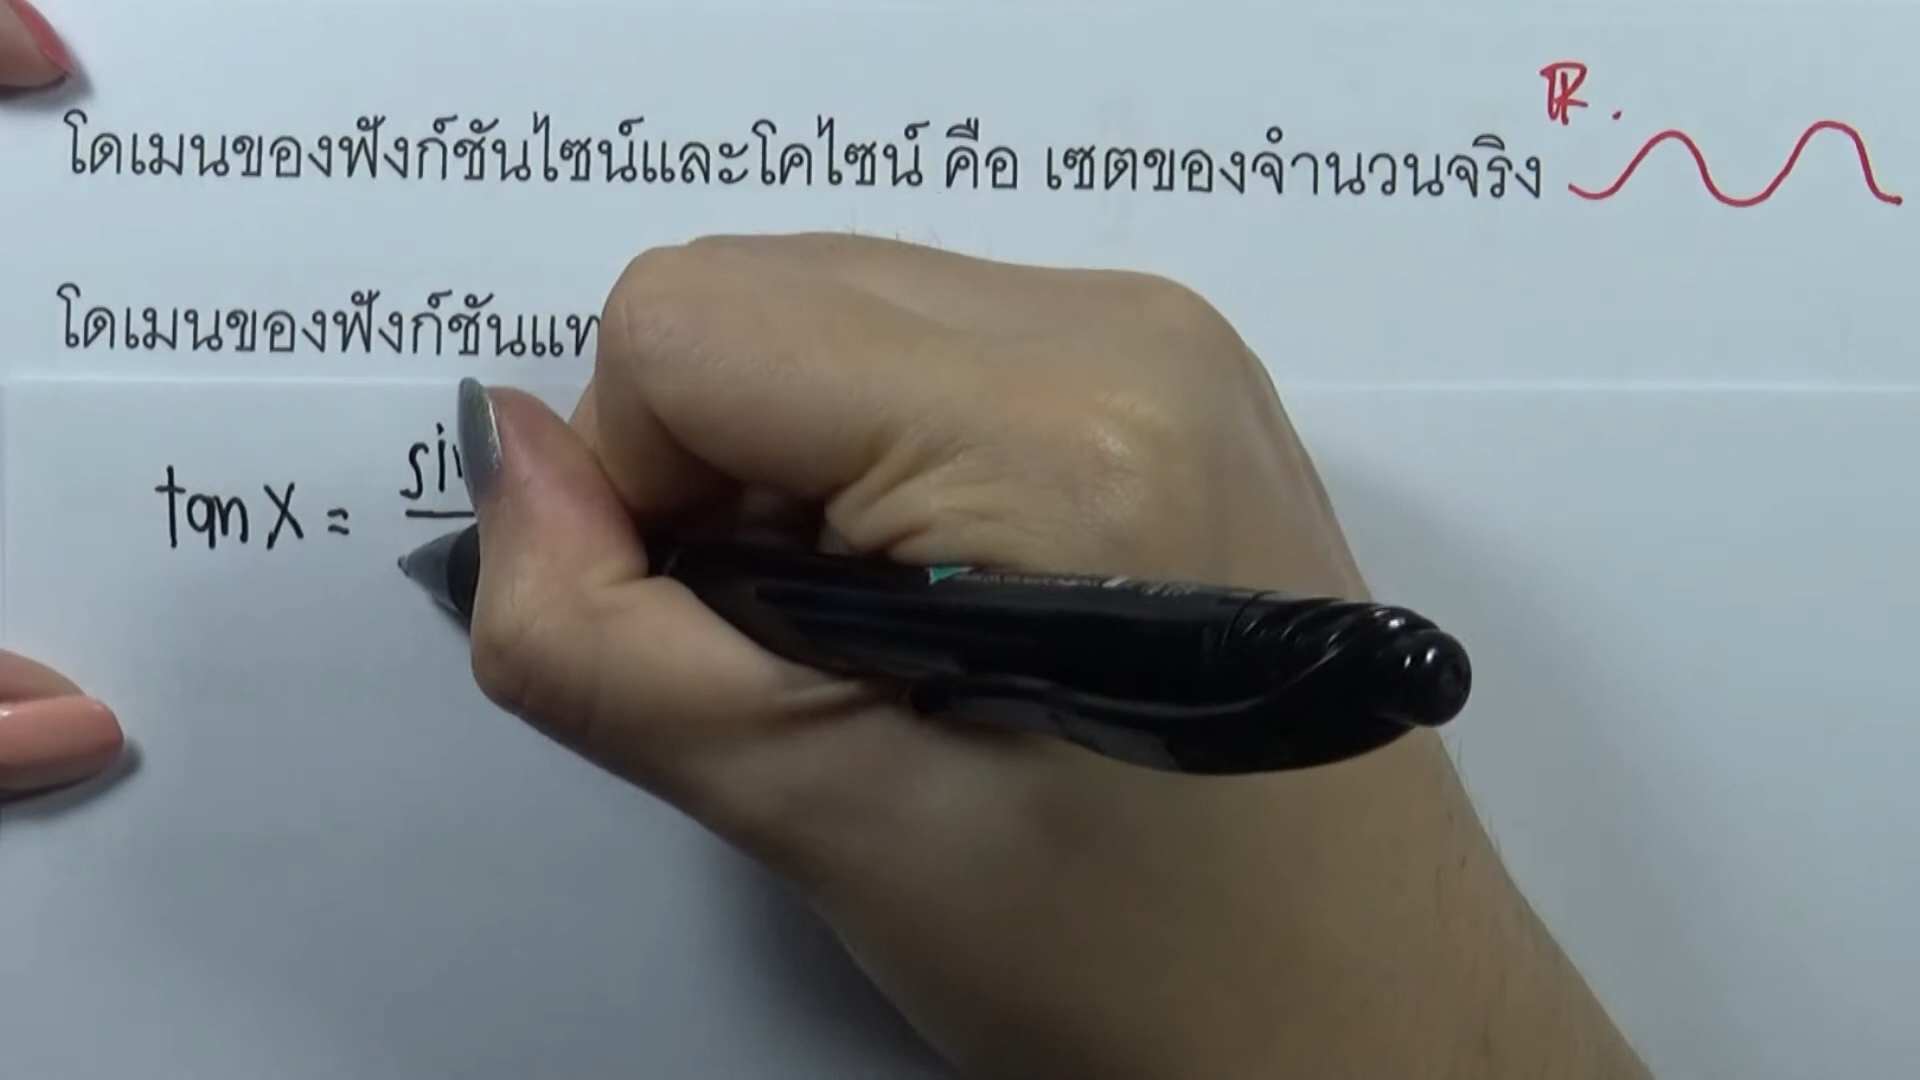 R
โดเมนของฟังก์ชันไซน์และโคไซน์ คือ เซตของจำนวนจริง
โดเมนของฟังก์ชัน
tan x =